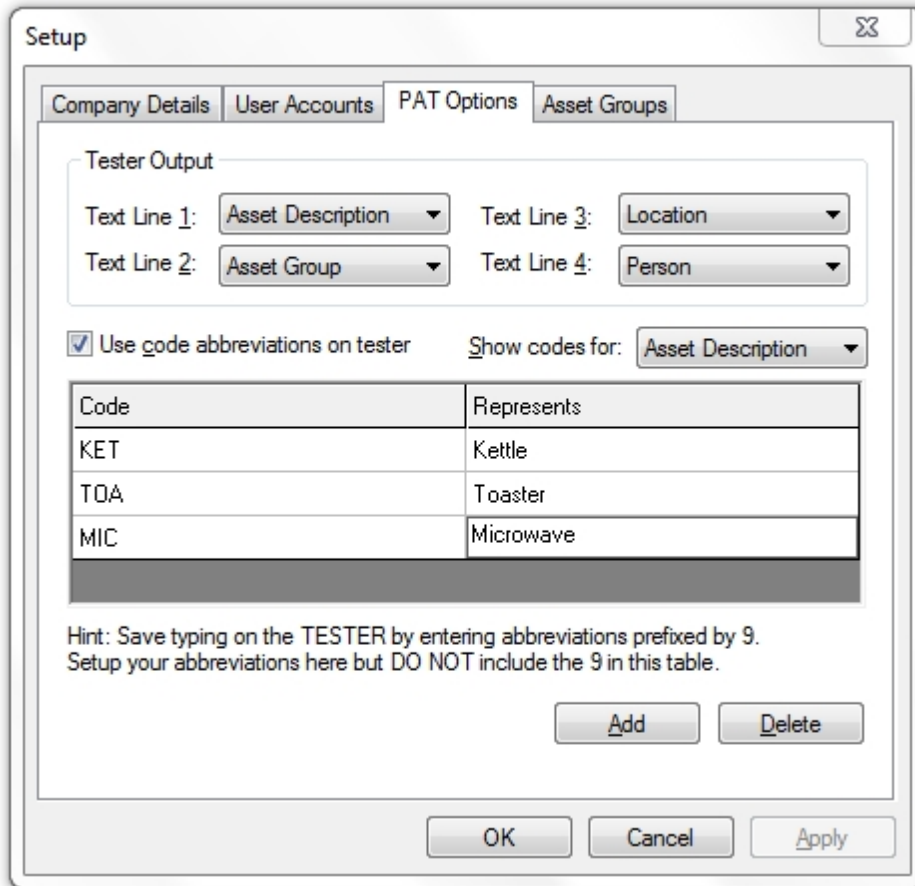 Setup
Company Details User Accounts PAT Options Asset Groups
Tester Output
Text Line 1: Asset Description Text Line 3: Location
Text Line 2: Asset Group Text Line 4: Person
Use code abbreviations on tester Show codes for: Asset Description
Code Represents
KET Kettle
TOA Toaster
MIC Microwave
Hint: Save typing on the TESTER by entering abbreviations prefixed by 9.
Setup your abbreviations here but DO NOT include the 9 in this table.
Add Delete
OK Cancel Apply